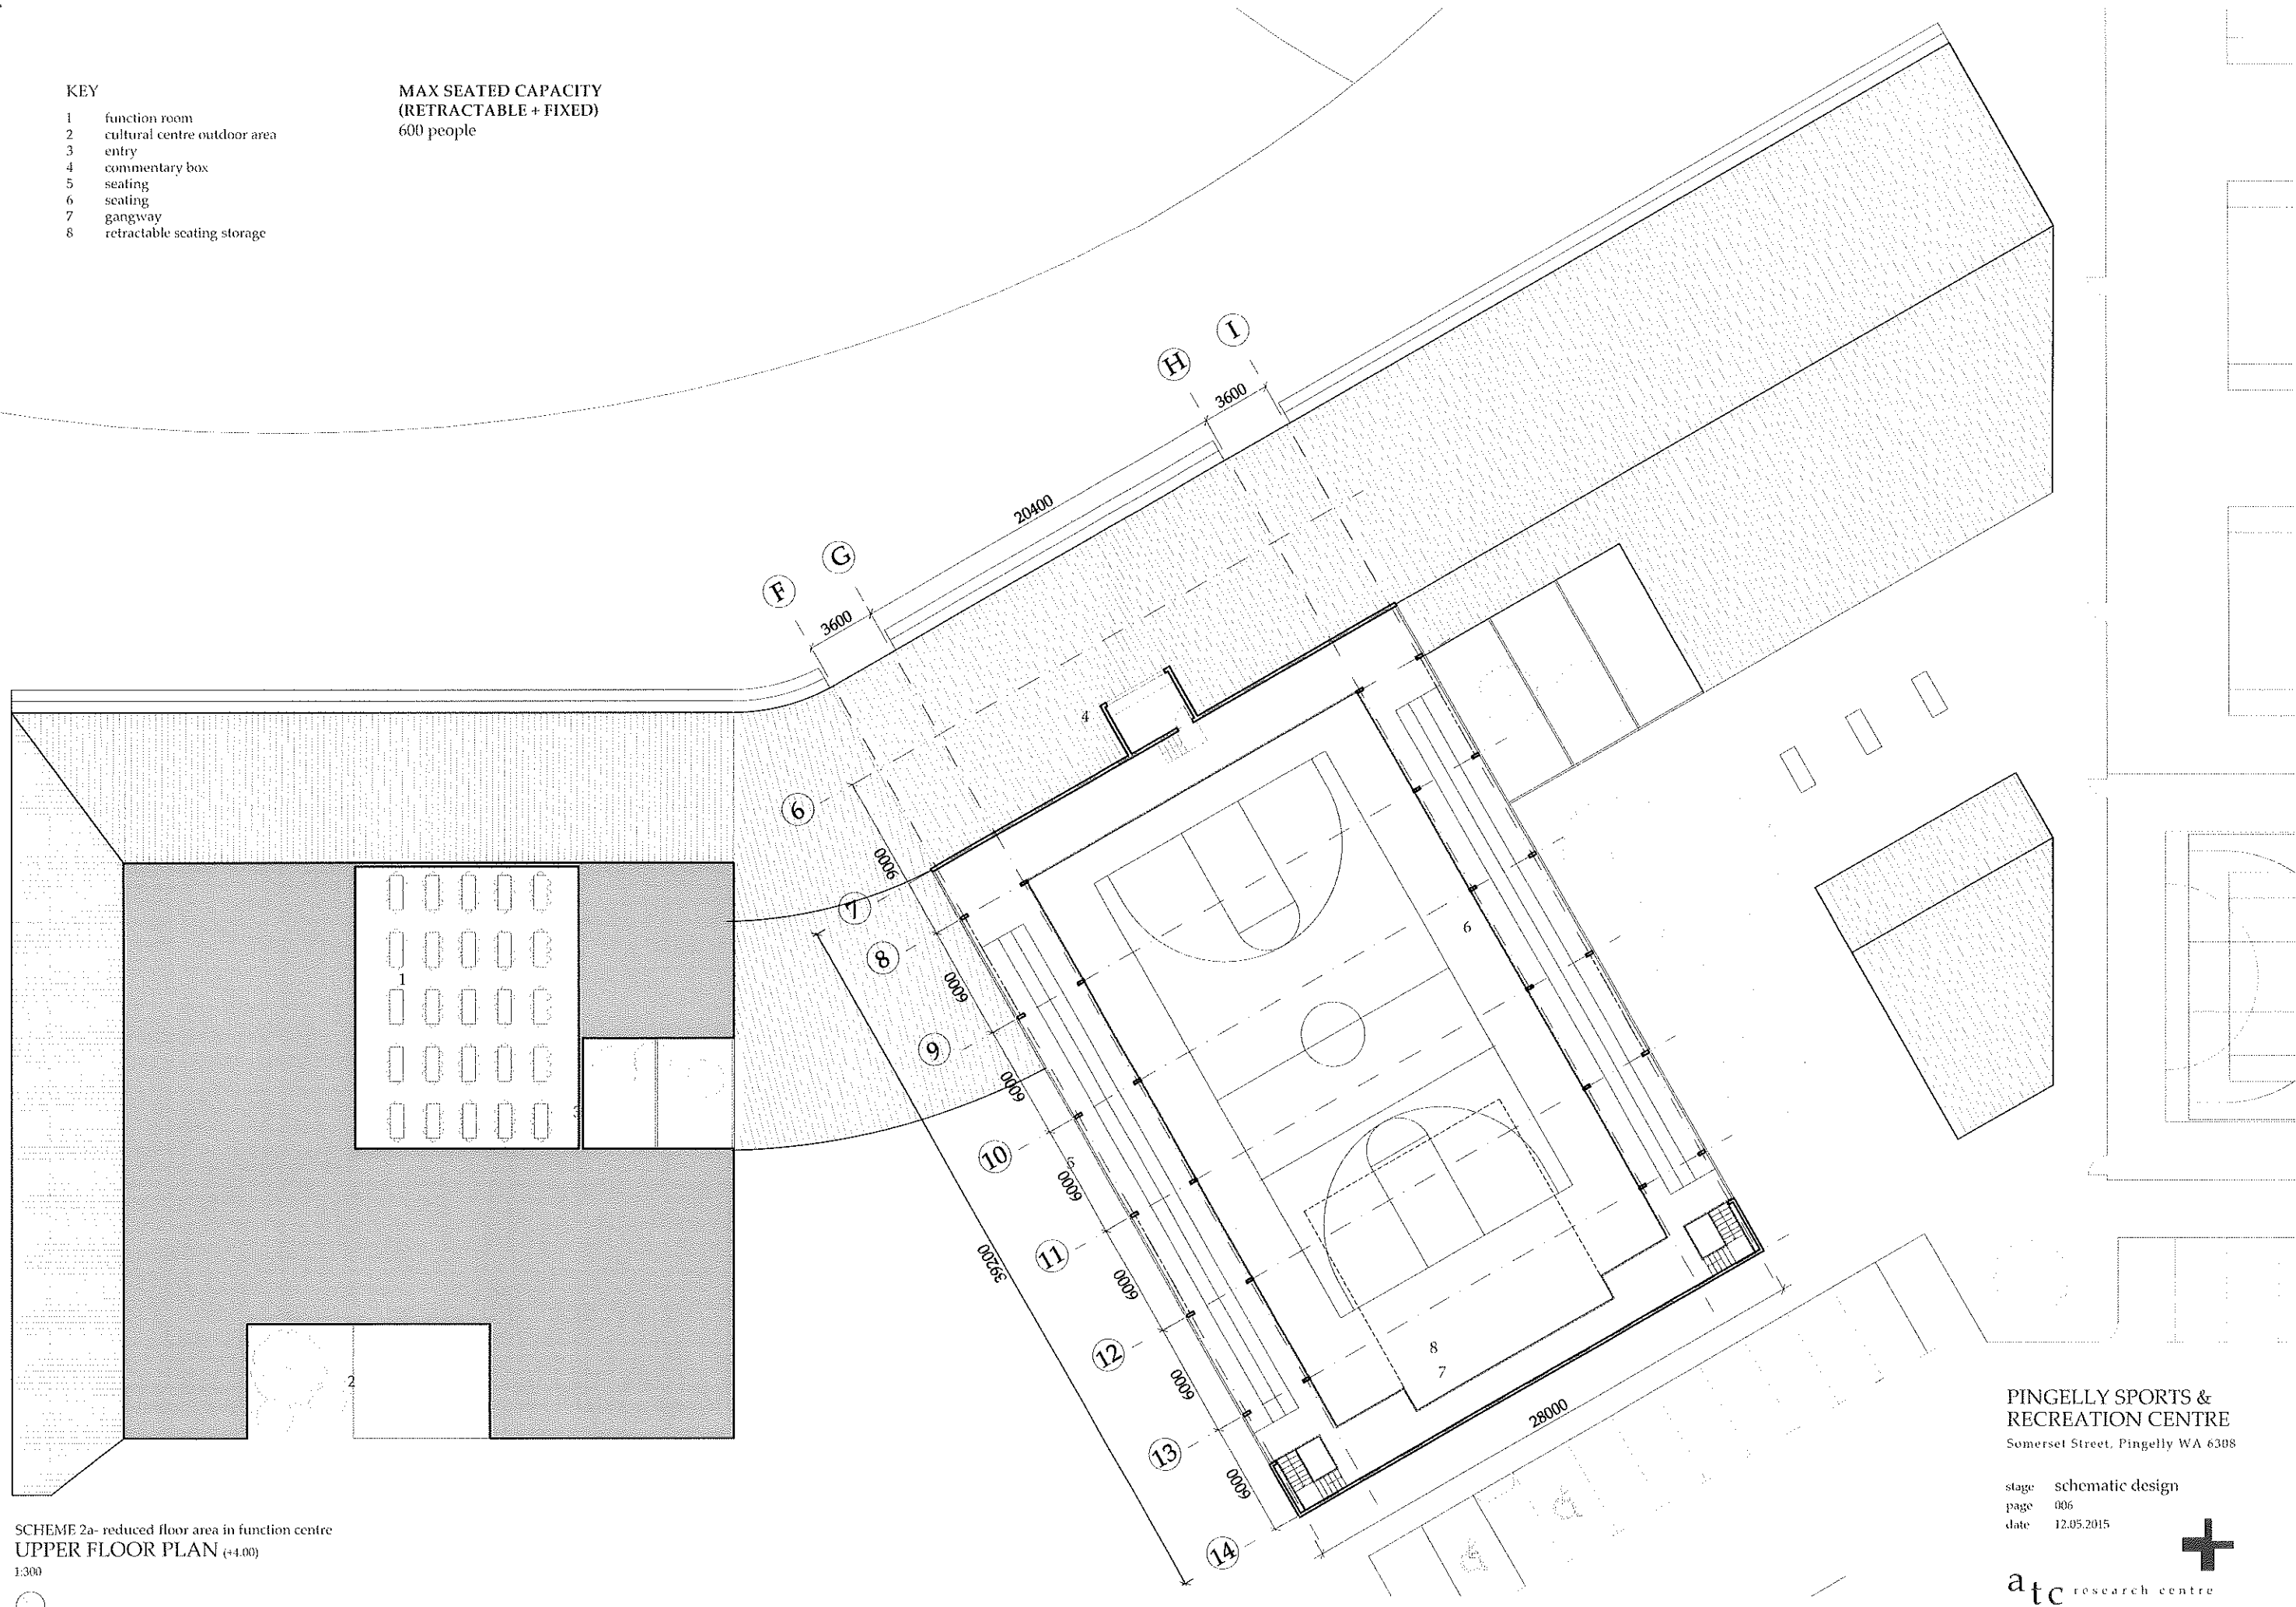 KEY
1 function room
2 cultural centre outdoor area
3 entry
4 commentary box
5 seating
6 seating
7 gangway
8 retractable seating storage
MAX SEATED CAPACITY
(RETRACTABLE + FIXED)
600 people
I
H
3600
20400
G
F
3600
4
6
9000
7
8
6000
9
6000
10
5
6000
11
6000
12
6000
13
6000
14
39200
28000
6
8
7
1
3
2
SCHEME 2a- reduced floor area in function centre
UPPER FLOOR PLAN (+4.00)
1:300
PINGELLY SPORTS &
RECREATION CENTRE
Somerset Street, Pingelly WA 6308
stage schematic design
page 006
date 12.05.2015
atc research centre